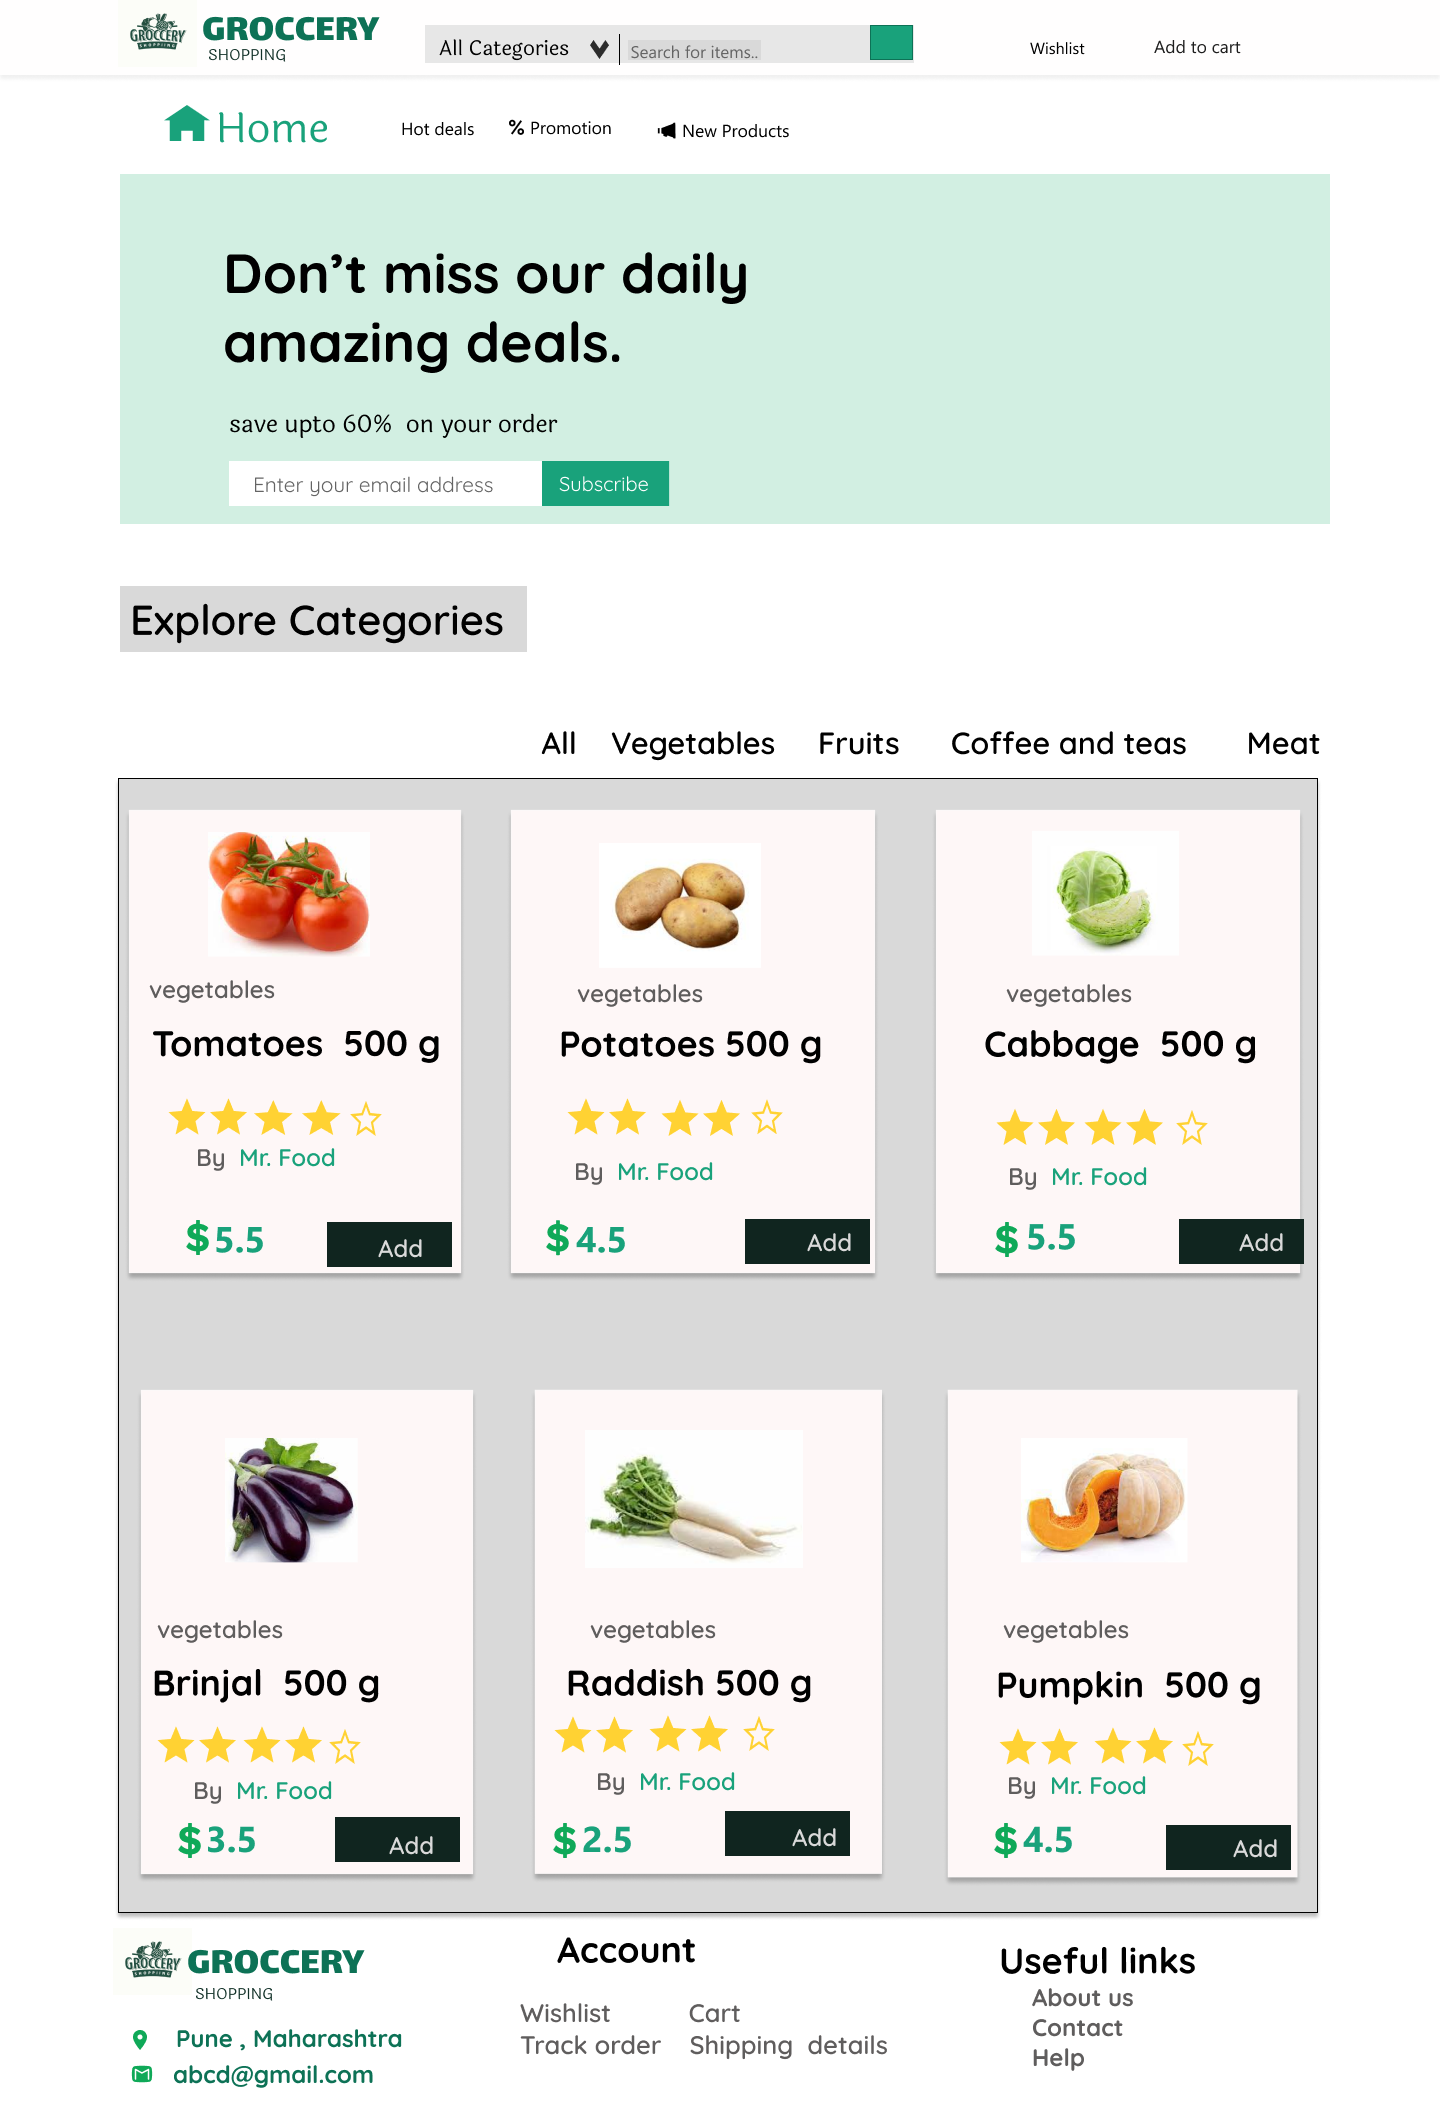 GROCCERY
SHOPPING
GROCCERY
SHOPPING
All Categories
Search for items..
Wishlist
Add to cart
Home
Hot deals
% Promotion
New Products
Don’t miss our daily
amazing deals.
save upto 60% on your order
Enter your email address
Subscribe
Explore Categories
All Vegetables Fruits Coffee and teas Meat
vegetables
Tomatoes 500 g
By Mr. Food
$5.5
Add
vegetables
Potatoes 500 g
By Mr. Food
$4.5
Add
vegetables
Cabbage 500 g
By Mr. Food
$5.5
Add
vegetables
Brinjal 500 g
By Mr. Food
$3.5
Add
vegetables
Raddish 500 g
By Mr. Food
$2.5
Add
vegetables
Pumpkin 500 g
By Mr. Food
$4.5
Add
GROCCERY
SHOPPING
GROCCERY
SHOPPING
Pune , Maharashtra
abcd@gmail.com
Account
Wishlist Cart
Track order Shipping details
Useful links
About us
Contact
Help